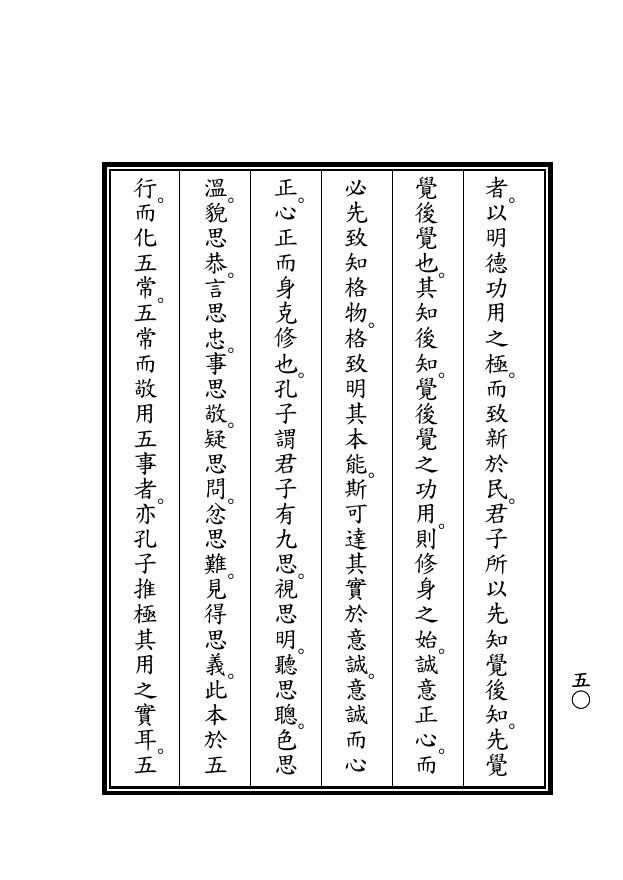 者。以明德功用之極。而致新於民。君子所以先知覺後知。先覺
覺後覺也。其知後知。覺後覺之功用。則修身之始。誠意正心。而
必先致知格物。格致明其本能。斯可達其實於意誠。意誠而心
正。心正而身克修也。孔子謂君子有九思。視思明。聽思聰。色思
溫。貌思恭。言思忠。事思敬。疑思問。忿思難。見得思義。此本於五
行。而化五常。五常而敬用五事者。亦孔子推極其用之實耳。五
五〇